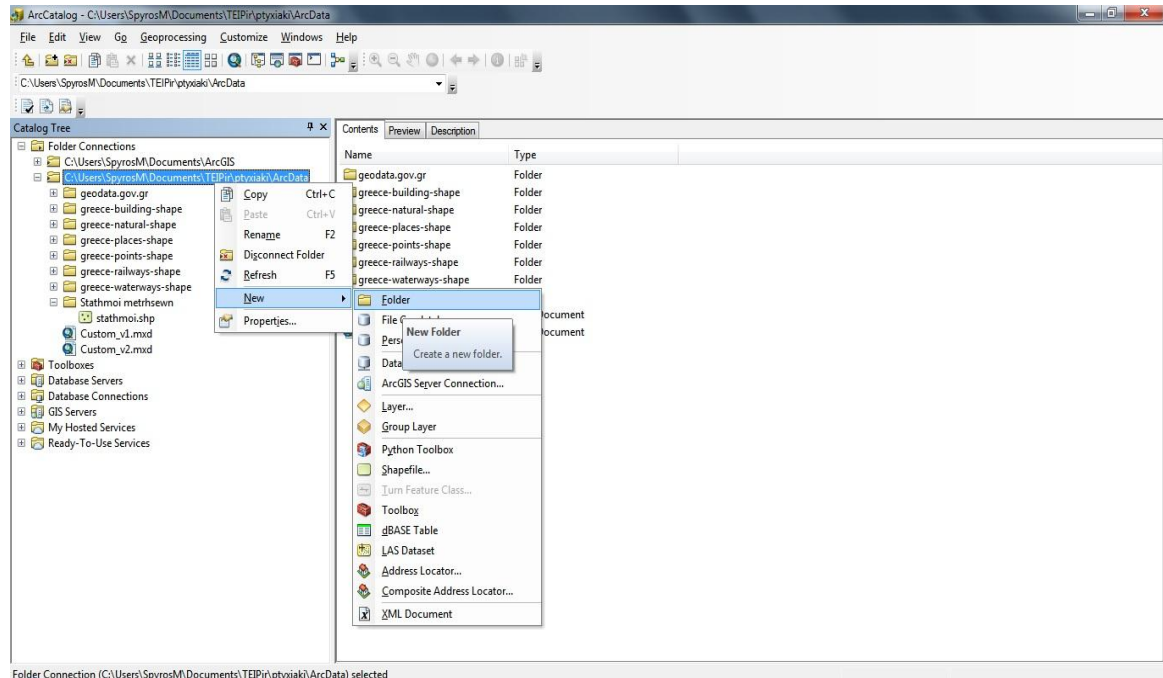 ArcCatalog - C:\Users\SpyrosM\Documents\TEIPir\ptyxiaki\ArcData
File Edit View Go Geoprocessing Customize Windows Help
C:\Users\SpyrosM\Documents\TEIPir\ptyxiaki\ArcData
Catalog Tree
Folder Connections
C:\Users\SpyrosM\Documents\ArcGIS
C:\Users\SpyrosM\Documents\TEIPir\ptyxiaki\ArcData
geodata.gov.gr
greece-building-shape
greece-natural-shape
greece-places-shape
greece-points-shape
greece-railways-shape
greece-waterways-shape
Stathmoi metrhsewn
stathmoi.shp
Custom_v1.mxd
Custom_v2.mxd
Toolboxes
Database Servers
Database Connections
GIS Servers
My Hosted Services
Ready-To-Use Services
Copy Ctrl+C
Paste Ctrl+V
Rename F2
Disconnect Folder
Refresh F5
New
Properties...
Contents Preview Description
Name Type
geodata.gov.gr Folder
greece-building-shape Folder
greece-natural-shape Folder
greece-places-shape Folder
greece-points-shape Folder
greece-railways-shape Folder
greece-waterways-shape Folder
Folder
File
New Folder
Create a new folder.
ArcGIS Server Connection...
Layer...
Group Layer
Python Toolbox
Shapefile...
Turn Feature Class...
Toolbox
dBASE Table
LAS Dataset
Address Locator...
Composite Address Locator...
XML Document
Folder Connection (C:\Users\SpyrosM\Documents\TEIPir\ptyxiaki\ArcData) selected